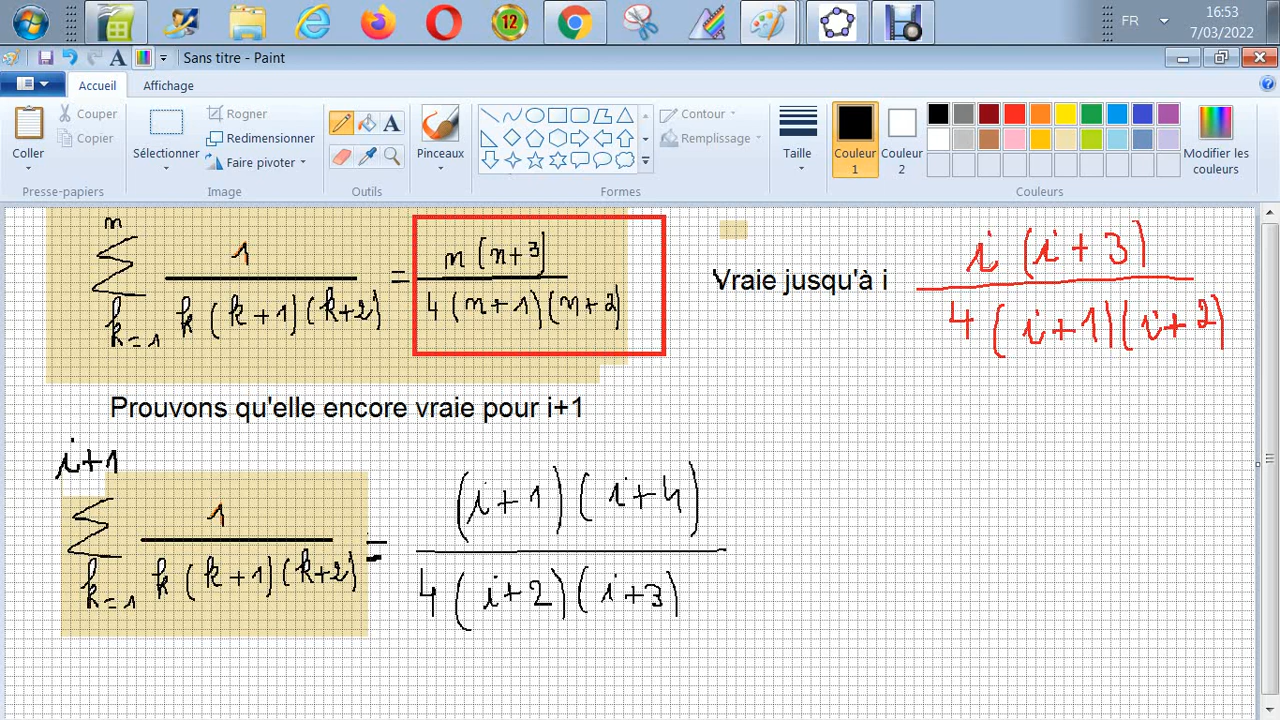 12
FR
16:53
7/03/2022
Sans titre - Paint
Accueil
Affichage
Coller
Couper
Copier
Presse-papiers
Sélectionner
Rogner
Redimensionner
Faire pivoter
Image
A
Outils
Pinceaux
Contour
Remplissage
Formes
Taille
Couleur 1
Couleur 2
Modifier les couleurs
Couleurs
n
∑ 1 / k(k+1)(k+2) = n(n+3) / 4(n+1)(n+2)
k=1
Vraie jusqu'à i
i(i+3) / 4(i+1)(i+2)
Prouvons qu'elle encore vraie pour i+1
i+1
∑ 1 / k(k+1)(k+2) = (i+1)(i+4) / 4(i+2)(i+3)
k=1